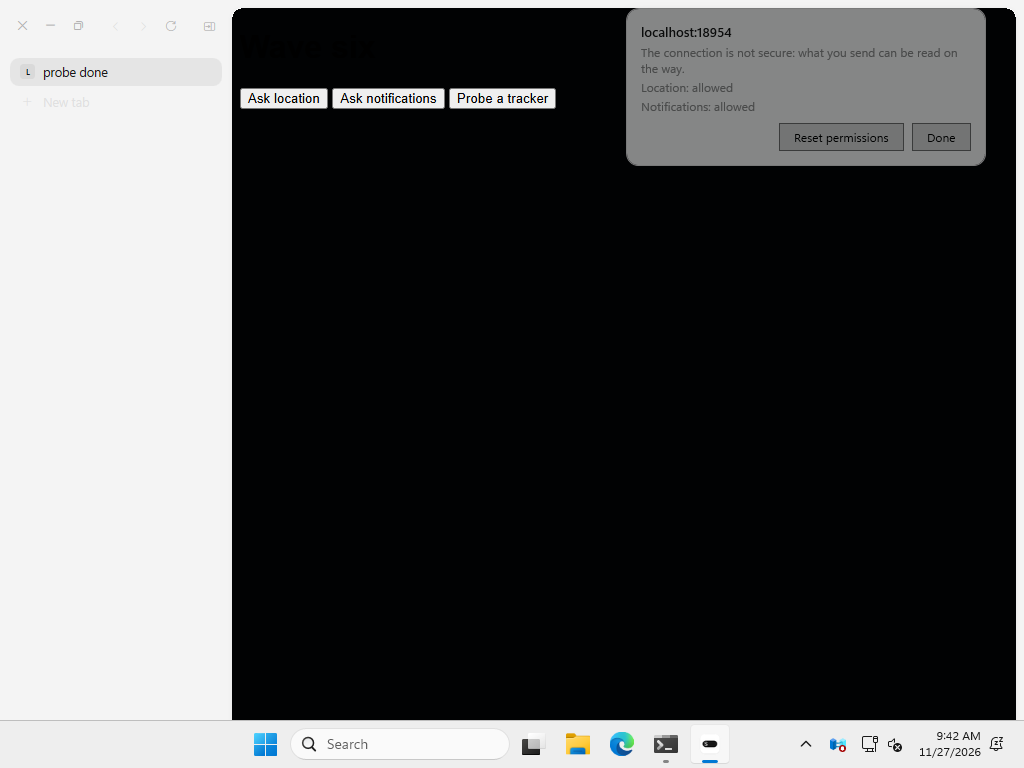 probe done
New tab
Wave six
Ask location
Ask notifications
Probe a tracker
localhost:18954
The connection is not secure: what you send can be read on
the way.
Location: allowed
Notifications: allowed
Reset permissions
Done
Search
9:42 AM
11/27/2026